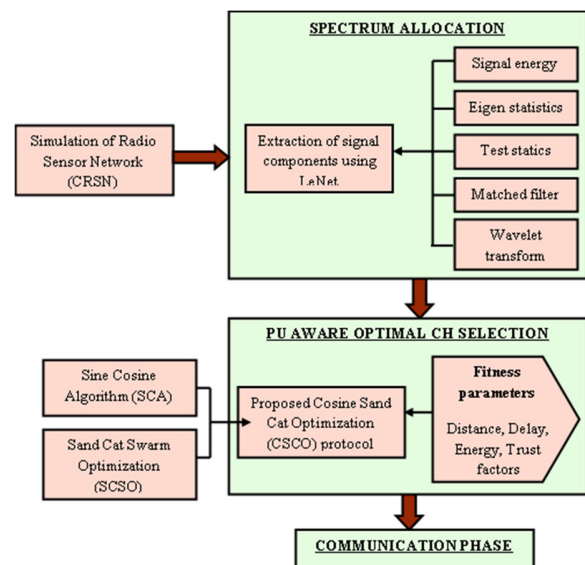 SPECTRUM ALLOCATION
Signal energy
Eigen statistics
Test statics
Matched filter
Wavelet
transform
Simulation of Radio
Sensor Network
(CRSN)
Extraction of signal
components using
LeNet
PU AWARE OPTIMAL CH SELECTION
Sine Cosine
Algorithm (SCA)
Sand Cat Swarm
Optimization
(SCSO)
Proposed Cosine Sand
Cat Optimization
(CSCO) protocol
Fitness
parameters
Distance, Delay,
Energy, Trust
factors
COMMUNICATION PHASE